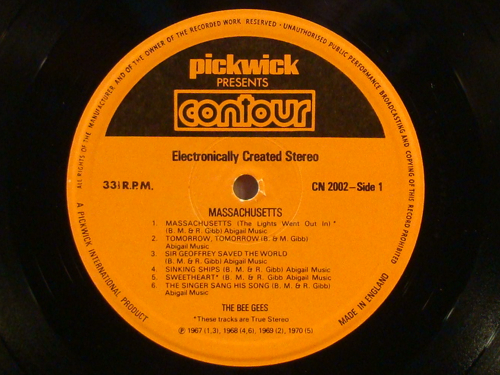 ALL RIGHTS OF THE MANUFACTURER AND OF THE OWNER OF THE RECORDED WORK RESERVED - UNAUTHORISED PUBLIC PERFORMANCE BROADCASTING AND COPYING OF THIS RECORD PROHIBITED
pickwick
PRESENTS
contour
Electronically Created Stereo
33⅓ R.P.M.
CN 2002-Side 1
MASSACHUSETTS
1. MASSACHUSETTS (The Lights Went Out In) *
(B. M. & R. Gibb) Abigail Music
2. TOMORROW, TOMORROW (B. & M. Gibb)
Abigail Music
3. SIR GEOFFREY SAVED THE WORLD
(B. M. & R. Gibb) Abigail Music
4. SINKING SHIPS (B. M. & R. Gibb) Abigail Music
5. SWEETHEART* (B. & M. Gibb) Abigail Music
6. THE SINGER SANG HIS SONG (B. M. & R. Gibb)
Abigail Music
THE BEE GEES
*These tracks are True Stereo
℗ 1967 (1,3), 1968 (4,6), 1969 (2), 1970 (5)
A PICKWICK INTERNATIONAL PRODUCT
MADE IN ENGLAND